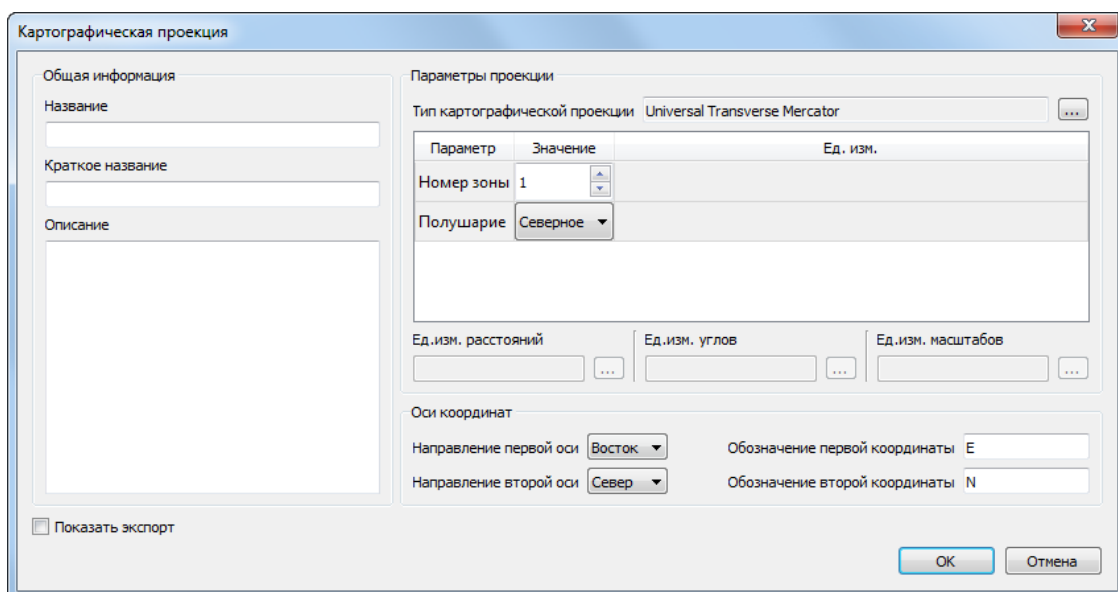 Картографическая проекция
Общая информация
Название
Краткое название
Описание
Показать экспорт
Параметры проекции
Тип картографической проекции Universal Transverse Mercator ...
Параметр Значение Ед. изм.
Номер зоны 1
Полушарие Северное
Ед.изм. расстояний Ед.изм. углов Ед.изм. масштабов
... ... ...
Оси координат
Направление первой оси Восток Обозначение первой координаты E
Направление второй оси Север Обозначение второй координаты N
OK Отмена